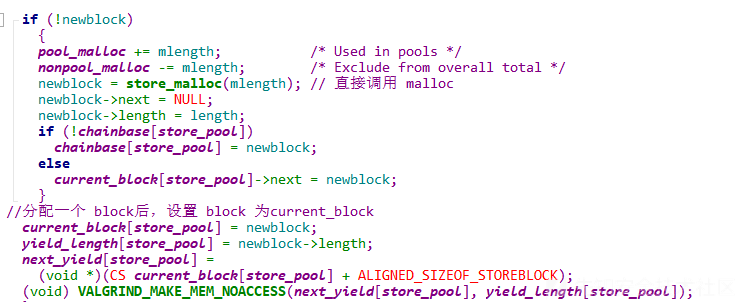 if (!newblock)
{
pool_malloc += mlength; /* Used in pools */
nonpool_malloc -= mlength; /* Exclude from overall total */
newblock = store_malloc(mlength); // 直接调用 malloc
newblock->next = NULL;
newblock->length = length;
if (!chainbase[store_pool])
chainbase[store_pool] = newblock;
else
current_block[store_pool]->next = newblock;
}
//分配一个 block后，设置 block 为current_block
current_block[store_pool] = newblock;
yield_length[store_pool] = newblock->length;
next_yield[store_pool] =
(void *)(CS current_block[store_pool] + ALIGNED_SIZEOF_STOREBLOCK);
(void) VALGRIND_MAKE_MEM_NOACCESS(next_yield[store_pool], yield_length[store_pool]);